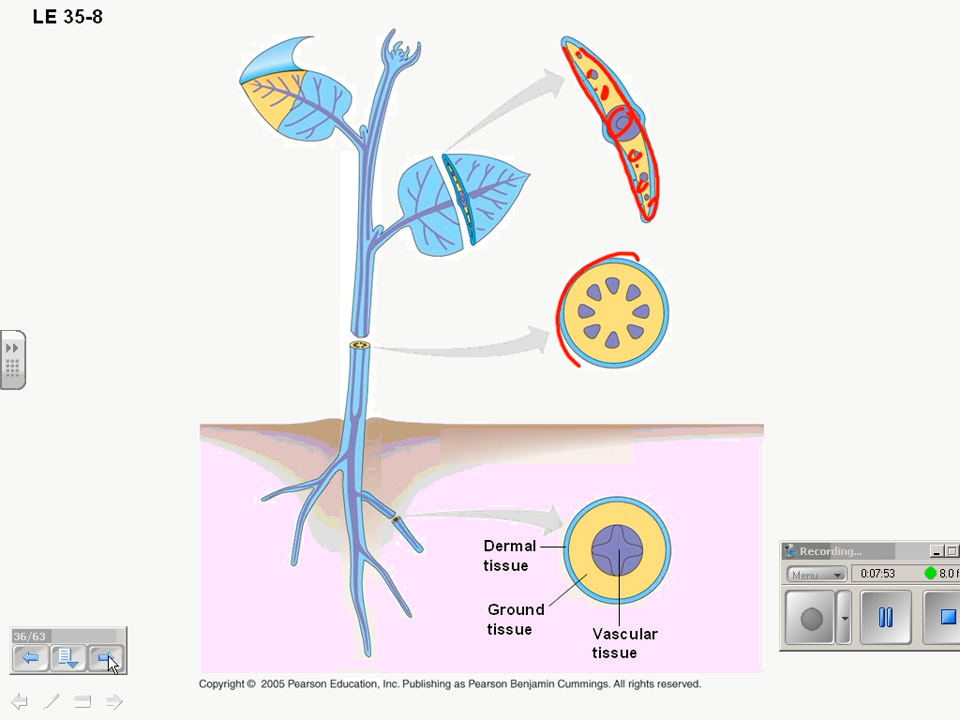 LE 35-8
Dermal
tissue
Ground
tissue
Vascular
tissue
Recording...
Menu
0:07:53
8.0 f
36/63
Copyright © 2005 Pearson Education, Inc. Publishing as Pearson Benjamin Cummings. All rights reserved.